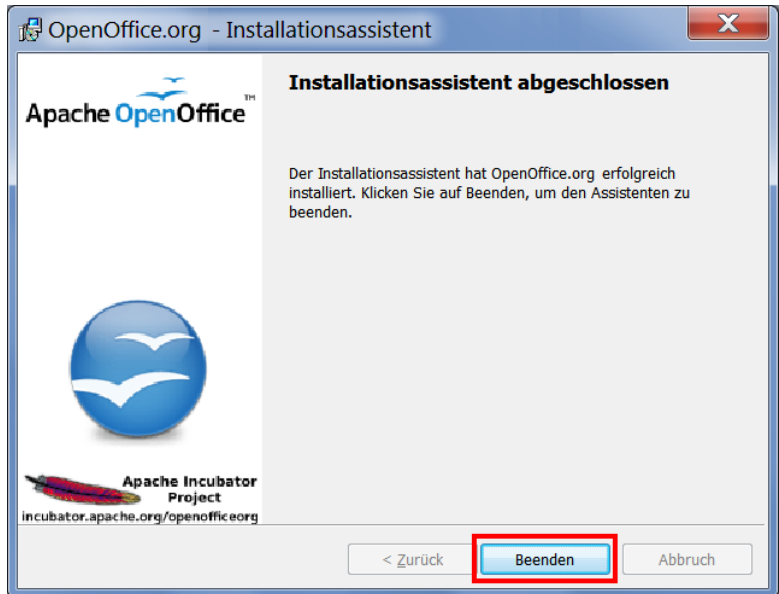 OpenOffice.org - Installationsassistent
Apache OpenOffice™
Installationsassistent abgeschlossen
Der Installationsassistent hat OpenOffice.org erfolgreich
installiert. Klicken Sie auf Beenden, um den Assistenten zu
beenden.
Apache Incubator
Project
incubator.apache.org/openofficeorg
< Zurück
Beenden
Abbruch